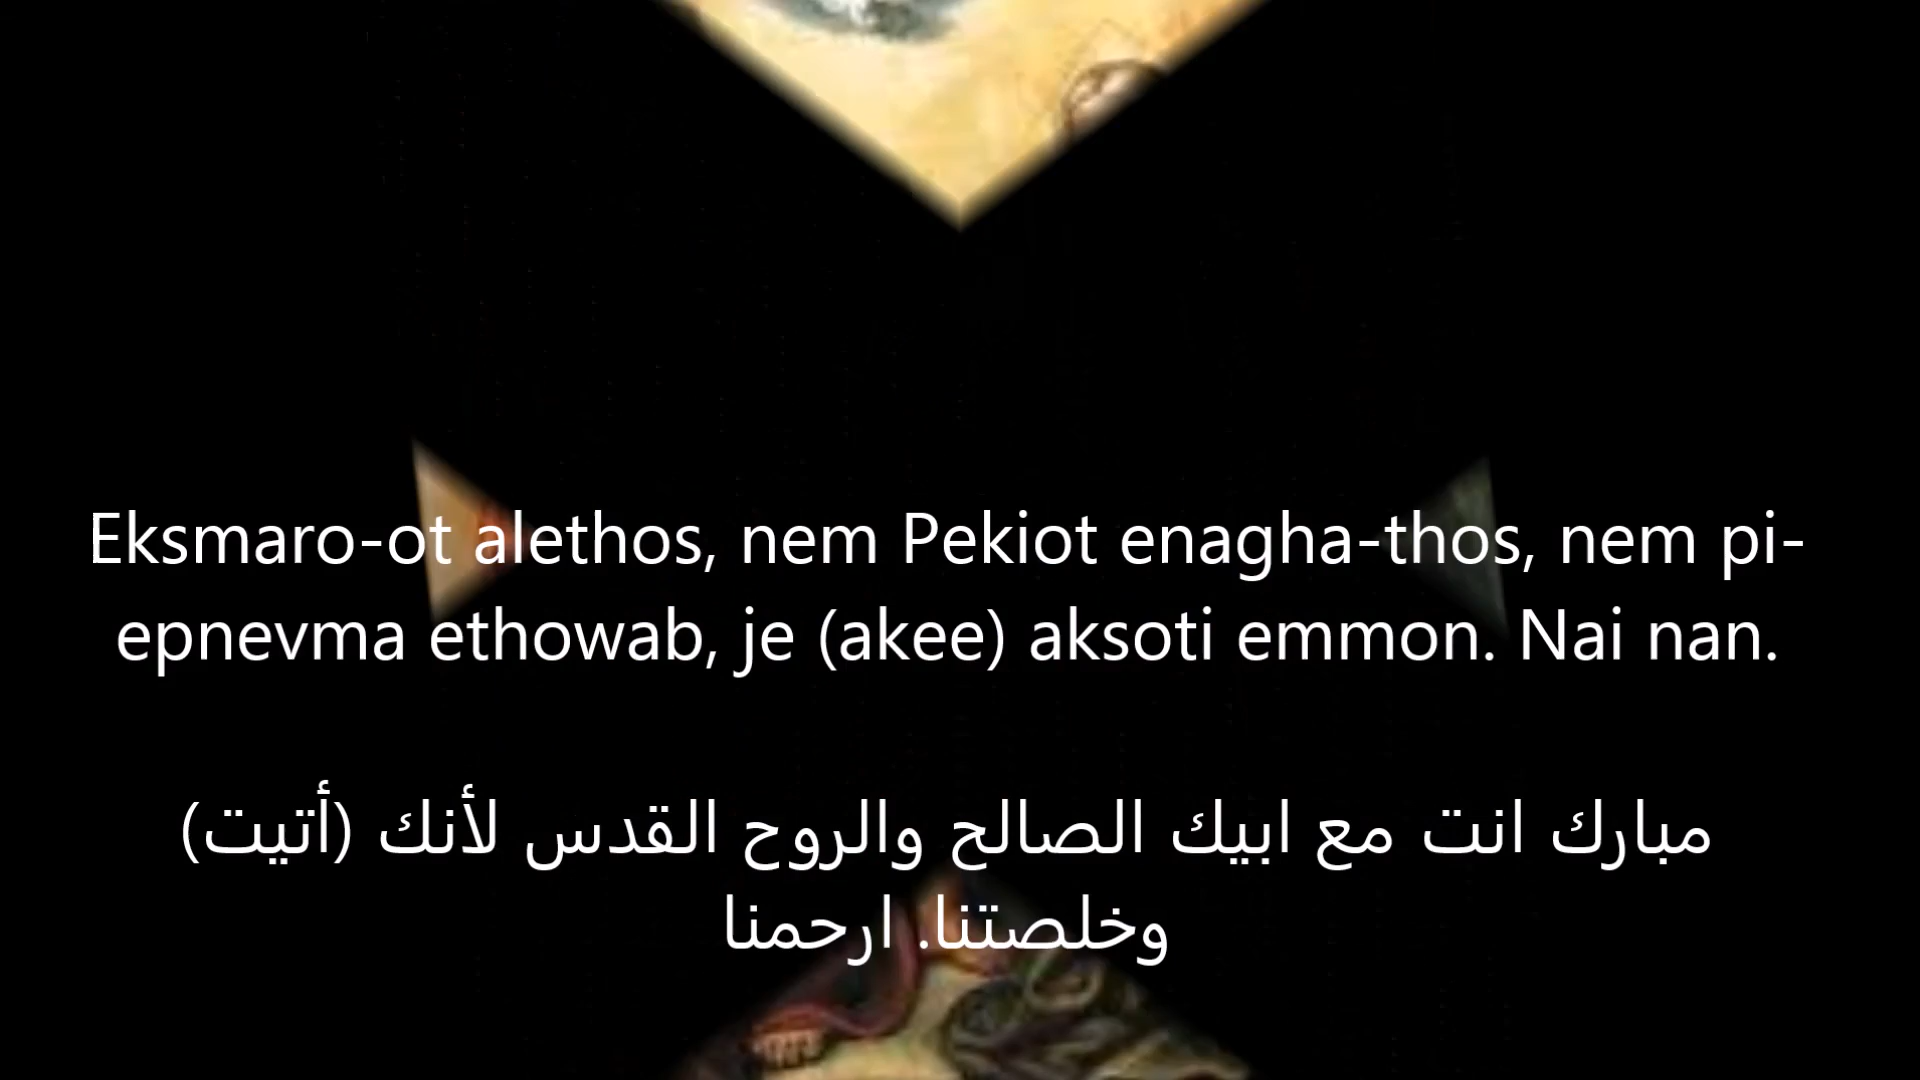 Eksmaro-ot alethos, nem Pekiot enagha-thos, nem pi-
epnevma ethowab, je (akee) aksoti emmon. Nai nan.
مبارك انت مع ابيك الصالح والروح القدس لأنك (أتيت)
وخلصتنا. ارحمنا